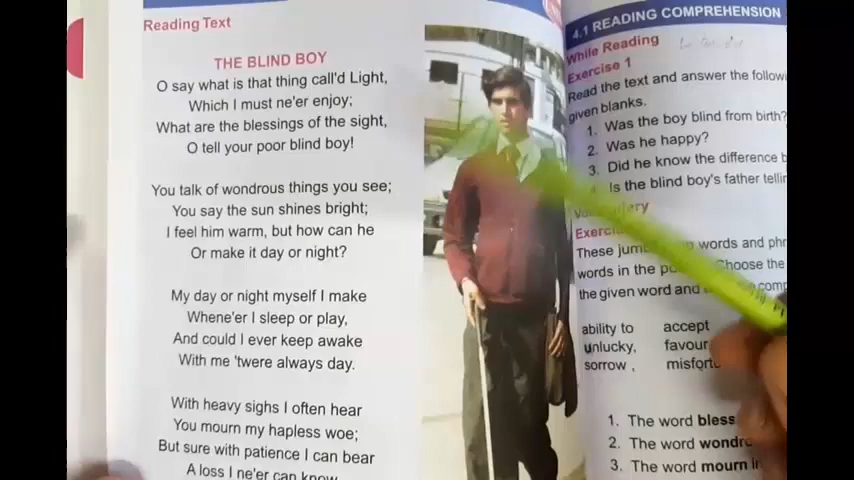 Reading Text
THE BLIND BOY
O say what is that thing call'd Light,
Which I must ne'er enjoy;
What are the blessings of the sight,
O tell your poor blind boy!
You talk of wondrous things you see;
You say the sun shines bright;
I feel him warm, but how can he
Or make it day or night?
My day or night myself I make
Whene'er I sleep or play,
And could I ever keep awake
With me 'twere always day.
With heavy sighs I often hear
You mourn my hapless woe;
But sure with patience I can bear
A loss I ne'er can know.
4.1 READING COMPREHENSION
While Reading
Exercise 1
Read the text and answer the
given blanks.
1. Was the boy blind from birth?
2. Was he happy?
3. Did he know the difference
Is the blind boy's father
These words and
words in the Choose the
the given word and
ability to accept
unlucky,
sorrow ,
1. The word bless
2. The word
3. The word mourn